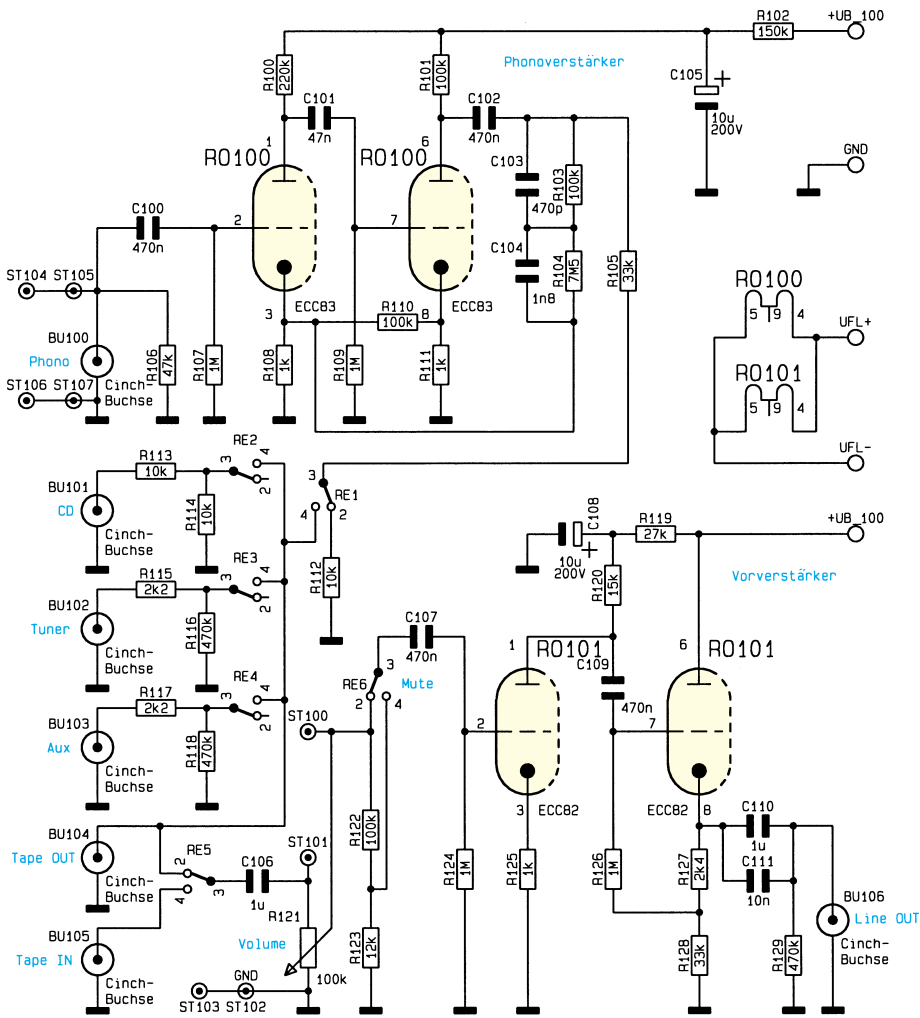 R102
150k
+UB_100
R100
220k
R101
100k
Phonoverstärker
C105
+
10u
200V
C101
47n
C102
470n
1
6
RO100
RO100
C103
470p
R103
100k
GND
C100
470n
2
7
C104
1n8
R104
7M5
R105
33k
ST104
ST105
ECC83
ECC83
3
R110
100k
8
BU100
Phono
ST106
ST107
Cinch-
Buchse
R106
47k
R107
1M
R108
1k
R109
1M
R111
1k
RO100
5
9
4
UFL+
RO101
5
9
4
UFL-
R113
10k
RE2
3
4
2
BU101
CD
R114
10k
Cinch-
Buchse
3
RE1
4
2
R112
10k
C108
10u
200V
+
R119
27k
+UB_100
Vorverstärker
R120
15k
R115
2k2
RE3
3
4
2
BU102
Tuner
R116
470k
Cinch-
Buchse
C107
470n
3
RE6
Mute
2
4
1
RO101
C109
470n
6
RO101
R117
2k2
RE4
3
4
2
ST100
BU103
Aux
R118
470k
Cinch-
Buchse
2
7
3
ECC82
ECC82
8
BU104
Tape OUT
RE5
2
4
3
Cinch-
Buchse
C106
1u
ST101
R122
100k
R124
1M
R125
1k
R126
1M
R127
2k4
C110
1u
C111
10n
BU106
Line OUT
BU105
Tape IN
Cinch-
Buchse
R121
Volume
100k
R123
12k
R128
33k
R129
470k
Cinch-
Buchse
GND
ST103
ST102